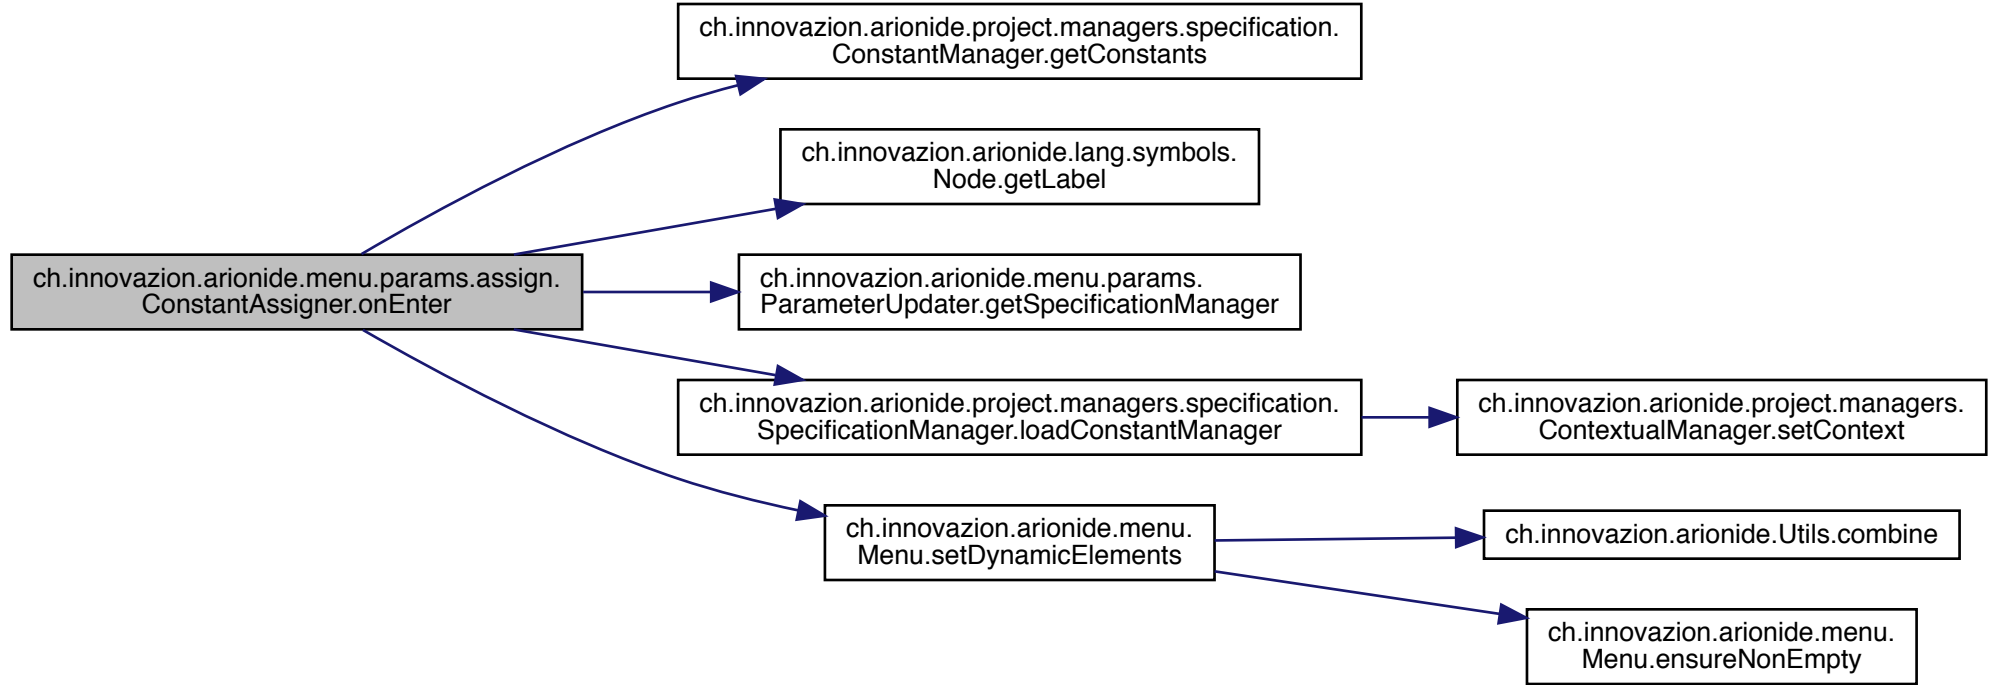 ch.innovazion.arionide.project.managers.specification.
ConstantManager.getConstants
ch.innovazion.arionide.lang.symbols.
Node.getLabel
ch.innovazion.arionide.menu.params.assign.
ConstantAssigner.onEnter
ch.innovazion.arionide.menu.params.
ParameterUpdater.getSpecificationManager
ch.innovazion.arionide.project.managers.specification.
SpecificationManager.loadConstantManager
ch.innovazion.arionide.project.managers.
ContextualManager.setContext
ch.innovazion.arionide.menu.
Menu.setDynamicElements
ch.innovazion.arionide.Utils.combine
ch.innovazion.arionide.menu.
Menu.ensureNonEmpty